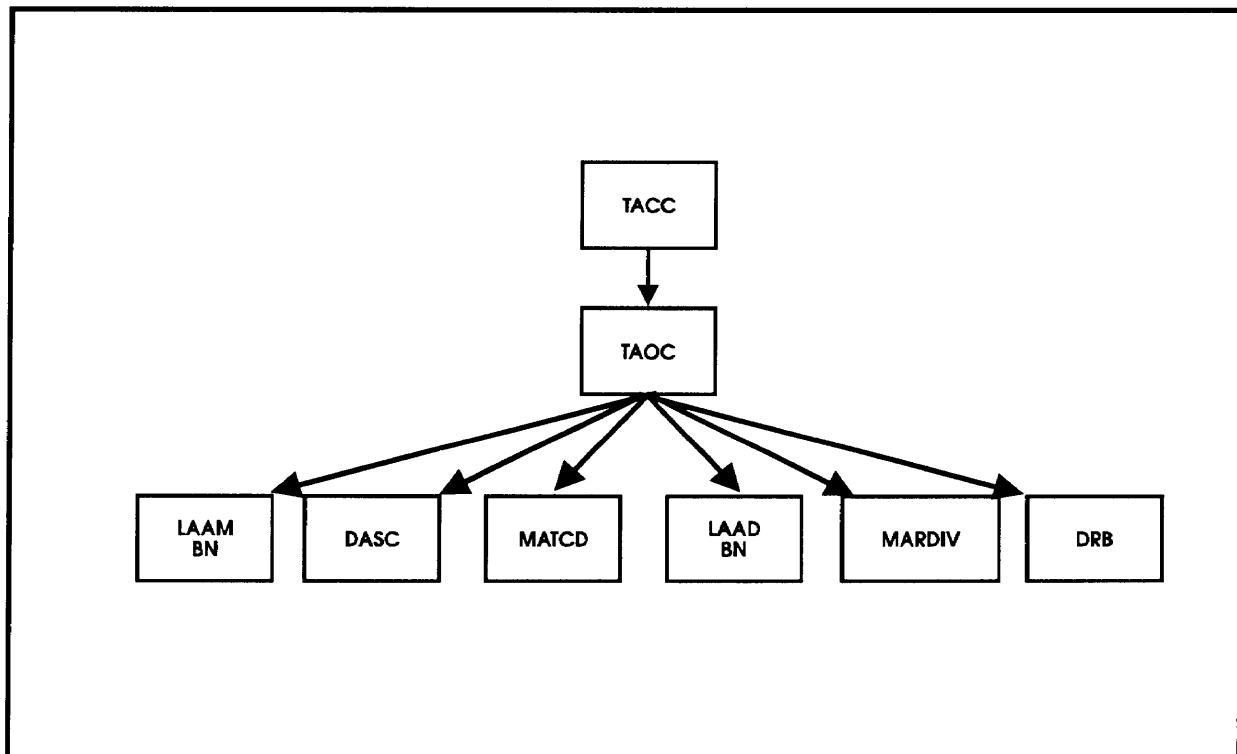 TACC
TAOC
LAAM
BN
DASC
MATCD
LAAD
BN
MARDIV
DRB